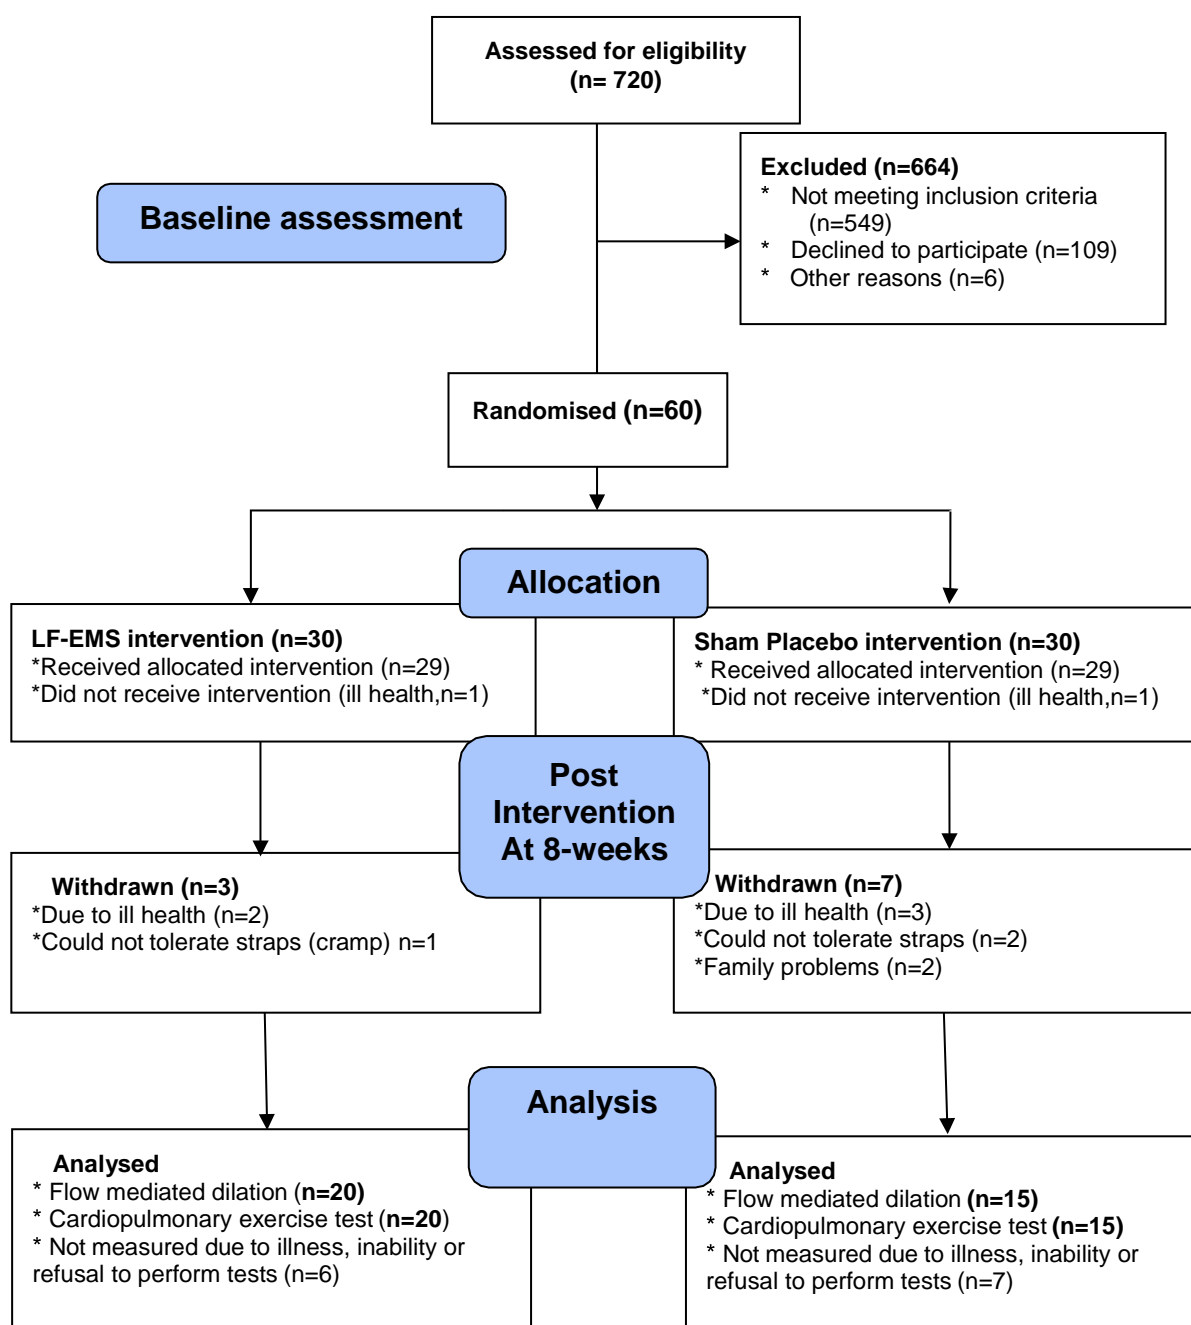 Assessed for eligibility
(n= 720)
Excluded (n=664)
* Not meeting inclusion criteria
(n=549)
* Declined to participate (n=109)
* Other reasons (n=6)
Baseline assessment
Randomised (n=60)
Allocation
LF-EMS intervention (n=30)
*Received allocated intervention (n=29)
*Did not receive intervention (ill health,n=1)
Sham Placebo intervention (n=30)
* Received allocated intervention (n=29)
*Did not receive intervention (ill health,n=1)
Post
Intervention
At 8-weeks
Withdrawn (n=3)
*Due to ill health (n=2)
*Could not tolerate straps (cramp) n=1
Withdrawn (n=7)
*Due to ill health (n=3)
*Could not tolerate straps (n=2)
*Family problems (n=2)
Analysis
Analysed
* Flow mediated dilation (n=20)
* Cardiopulmonary exercise test (n=20)
* Not measured due to illness, inability or
refusal to perform tests (n=6)
Analysed
* Flow mediated dilation (n=15)
* Cardiopulmonary exercise test (n=15)
* Not measured due to illness, inability or
refusal to perform tests (n=7)